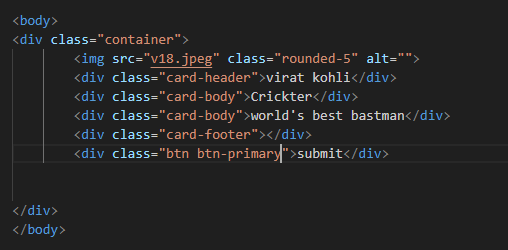 <body>
<div class="container">
<img src="v18.jpeg" class="rounded-5" alt="">
<div class="card-header">virat kohli</div>
<div class="card-body">Crickter</div>
<div class="card-body">world's best bastman</div>
<div class="card-footer"></div>
<div class="btn btn-primary">submit</div>
</div>
</body>